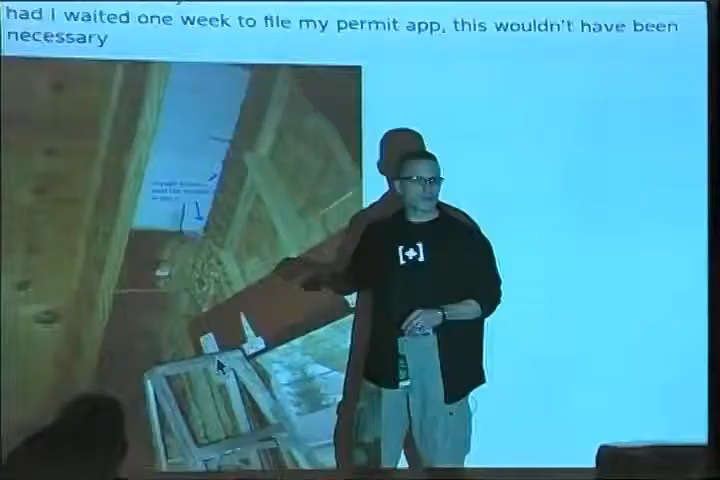 had I waited one week to file my permit app, this wouldn't have been
necessary
[+]